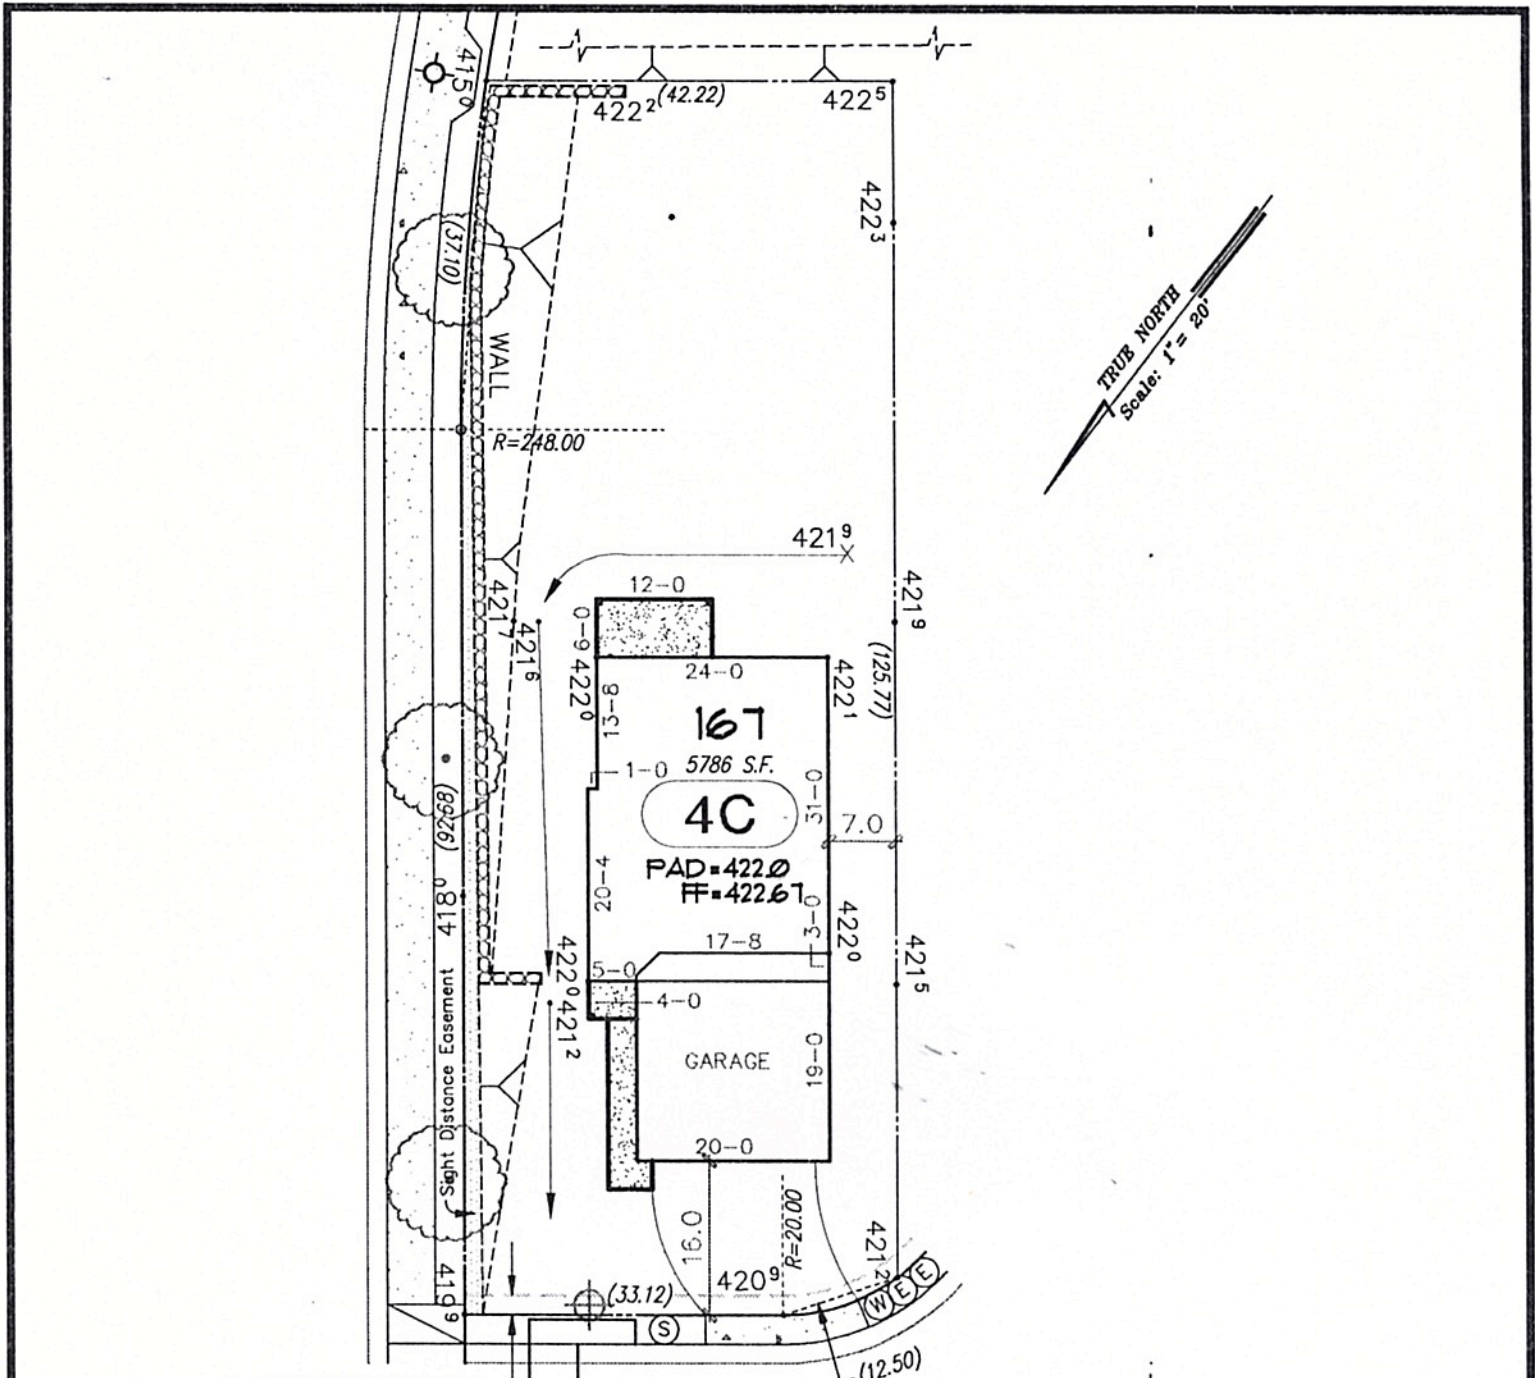 415⁰
422² (42.22)
422⁵
422³
(37.10)
WALL
R=248.00
TRUE NORTH
Scale: 1"= 20'
421⁹
421⁹
12-0
6-0
421⁷
421⁶
422⁰
24-0
13-8
422¹
(125.77)
167
5786 S.F.
1-0
4C
31-0
7.0
PAD=422.0
FF=422.67
(92.68)
20-4
418⁰
3-0
422⁰
17-8
421⁵
422⁰
5-0
4-0
421²
Sight Distance Easement
GARAGE
19-0
20-0
16.0
R=20.00
421²
419⁹
420⁹
(33.12)
S
W
E
E
(12.50)